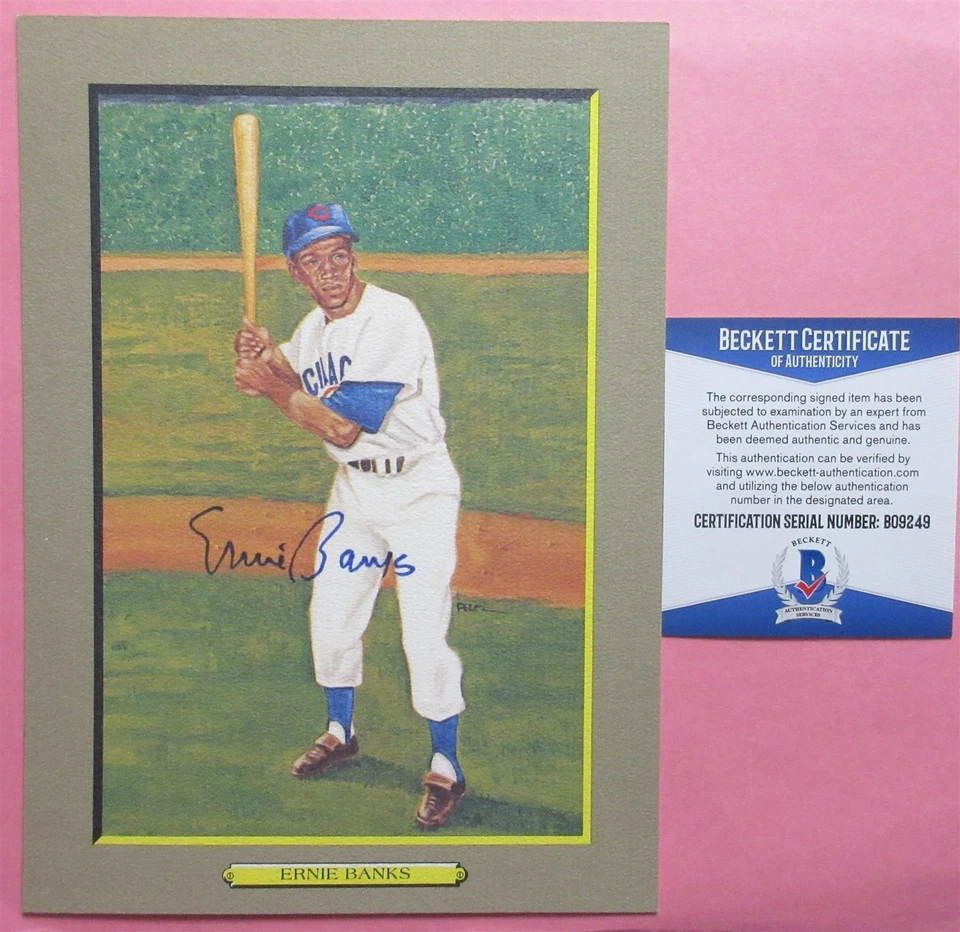 C
CHICAG
Ernie Banks
ERNIE BANKS
BECKETT CERTIFICATE
OF AUTHENTICITY
The corresponding signed item has been
subjected to examination by an expert from
Beckett Authentication Services and has
been deemed authentic and genuine.
This authentication can be verified by
visiting www.beckett-authentication.com
and utilizing the below authentication
number in the designated area.
CERTIFICATION SERIAL NUMBER: B09249
BECKETT
B
AUTHENTICATION
SERVICES